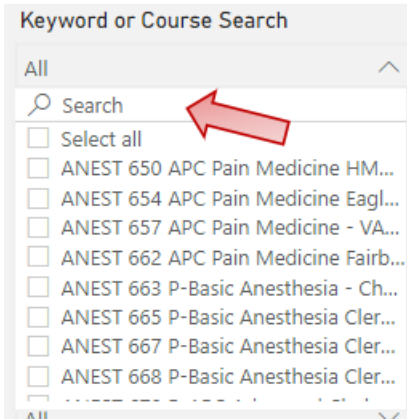 Keyword or Course Search
All
Search
Select all
ANEST 650 APC Pain Medicine HM...
ANEST 654 APC Pain Medicine Eagl...
ANEST 657 APC Pain Medicine - VA...
ANEST 662 APC Pain Medicine Fairb...
ANEST 663 P-Basic Anesthesia - Ch...
ANEST 665 P-Basic Anesthesia Cler...
ANEST 667 P-Basic Anesthesia Cler...
ANEST 668 P-Basic Anesthesia Cler...
All